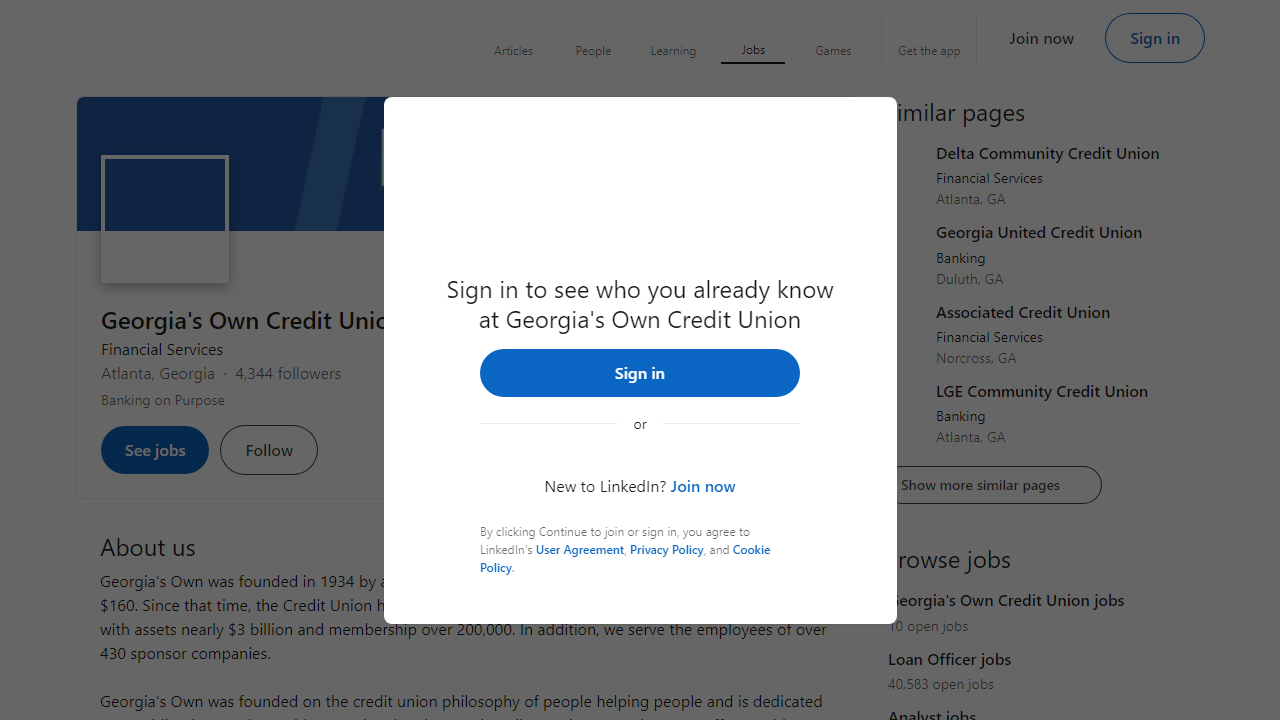 Articles
People
Learning
Jobs
Games
Get the app
Join now
Sign in
Georgia's Own Credit
Financial Services
Atlanta, Georgia · 4,344 followers
Banking on Purpose
See jobs
Follow
About us
Georgia's Own was founded in 1934 by
$160. Since that time, the Credit Union
with assets nearly $3 billion and membership over 200,000. In addition, we serve the employees of over
430 sponsor companies.
Georgia's Own was founded on the credit union philosophy of people helping people and is dedicated
Sign in to see who you already know
at Georgia's Own Credit Union
Sign in
or
New to LinkedIn? Join now
By clicking Continue to join or sign in, you agree to
LinkedIn's User Agreement, Privacy Policy, and Cookie
Policy.
pages
Delta Community Credit Union
Financial Services
Atlanta, GA
Georgia United Credit Union
Banking
Duluth, GA
Associated Credit Union
Financial Services
Norcross, GA
LGE Community Credit Union
Banking
Atlanta, GA
Show more similar pages
jobs
Georgia's Own Credit Union jobs
10 open jobs
Loan Officer jobs
40,583 open jobs
Analyst jobs